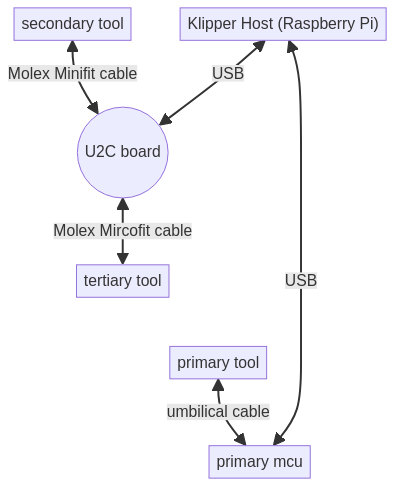 secondary tool
Klipper Host (Raspberry Pi)
Molex Minifit cable
USB
U2C board
Molex Mircofit cable
tertiary tool
USB
primary tool
umbilical cable
primary mcu